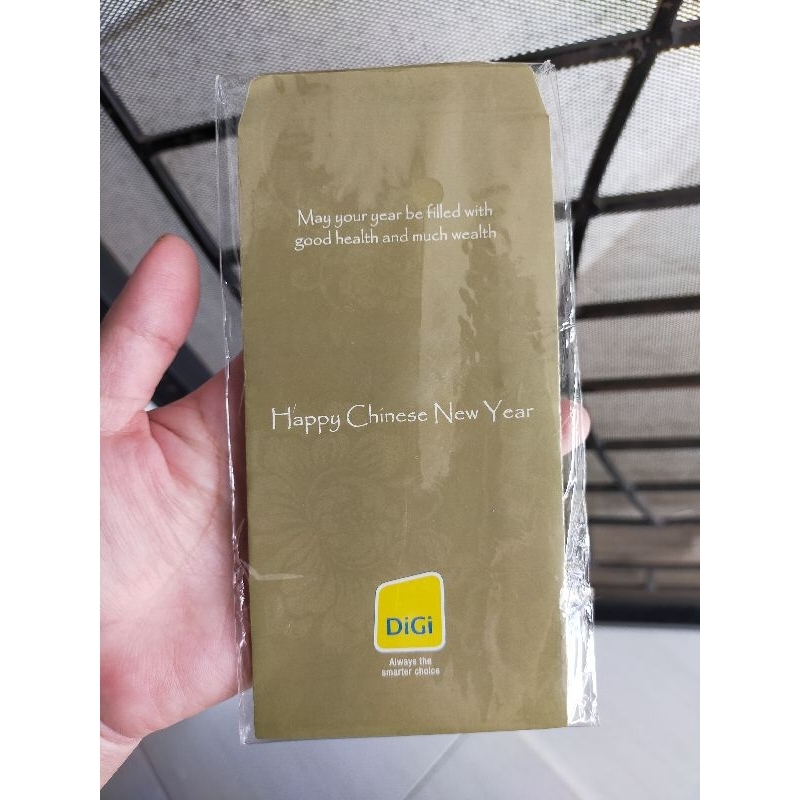 May your year be filled with
good health and much wealth
Happy Chinese New Year
DiGi
Always the
smarter choice